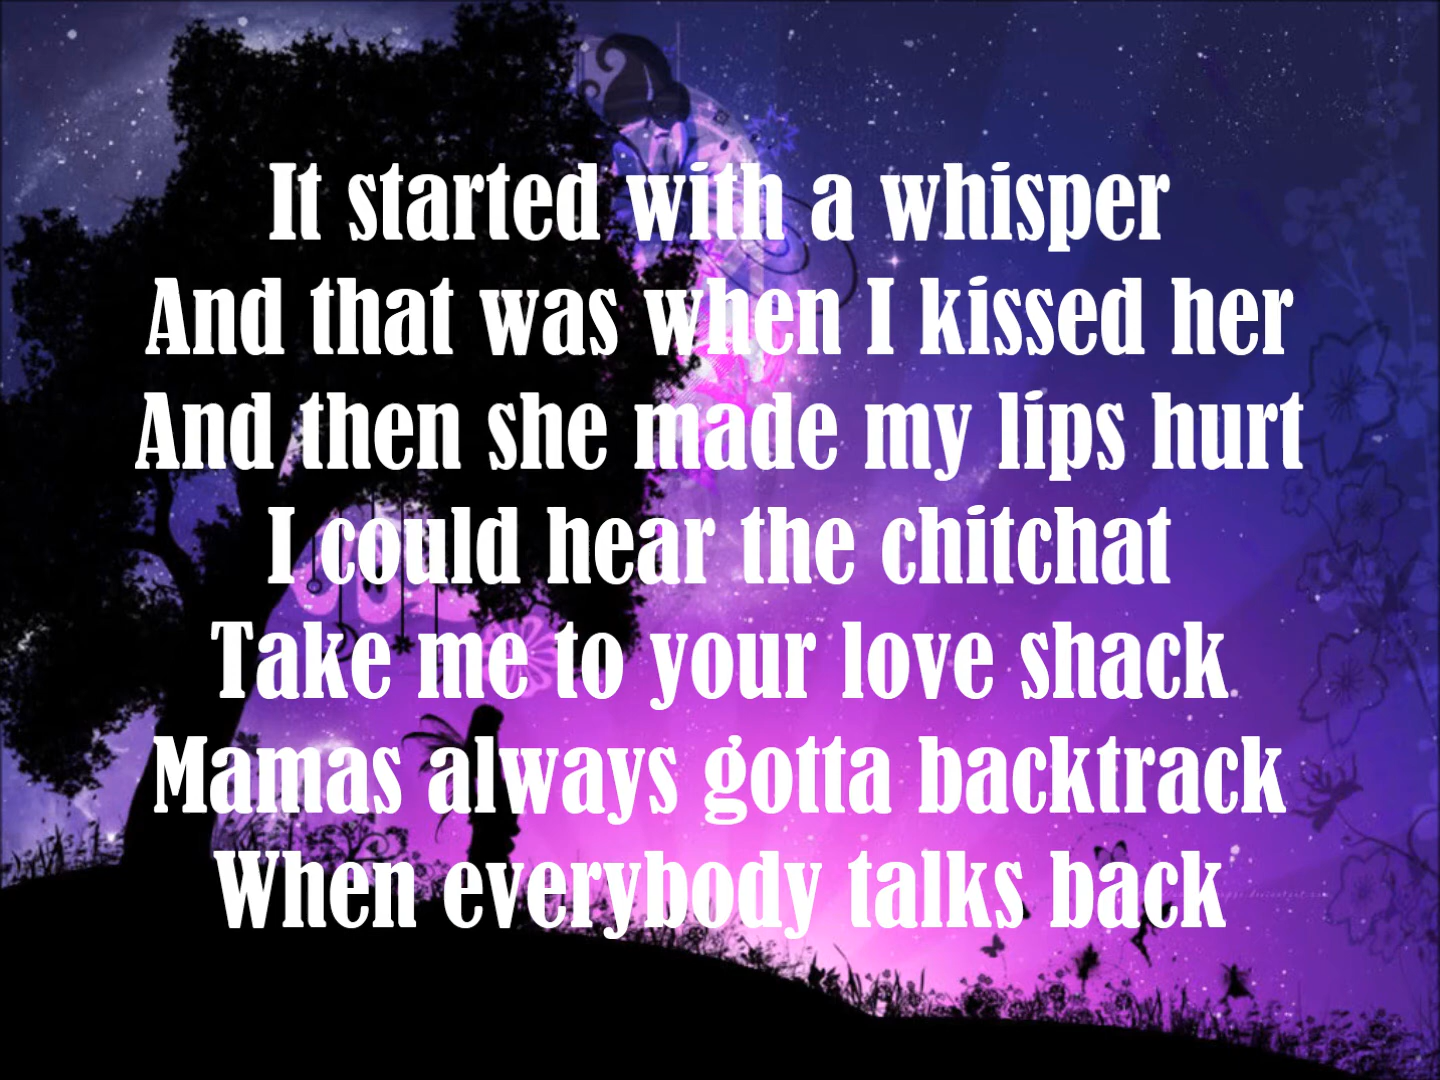 It started with a whisper
And that was when I kissed her
And then she made my lips hurt
I could hear the chitchat
Take me to your love shack
Mamas always gotta backtrack
When everybody talks back